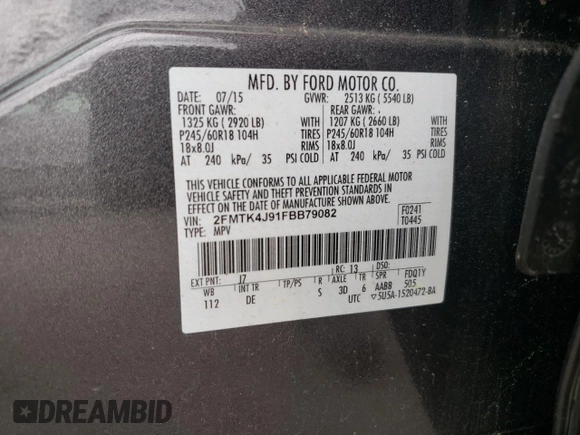 MFD. BY FORD MOTOR CO.
DATE: 07/15 GVWR: 2513 KG ( 5540 LB)
FRONT GAWR: REAR GAWR:
1325 KG ( 2920 LB) WITH 1207 KG ( 2660 LB) WITH
P245/60R18 104H TIRES P245/60R18 104H TIRES
18x8.0J RIMS 18x8.0J RIMS
AT 240 kPa/ 35 PSI COLD AT 240 kPa/ 35 PSI COLD
THIS VEHICLE CONFORMS TO ALL APPLICABLE FEDERAL MOTOR
VEHICLE SAFETY AND THEFT PREVENTION STANDARDS IN
EFFECT ON THE DATE OF MANUFACTURE SHOWN ABOVE.
VIN: 2FMTK4J91FBB79082 F0241
TYPE: MPV T0445
EXT PNT: J7 RC: 13 DSO:
WB INT TR TP/PS R AXLE TR SPR FDQ1Y
112 DE S 3D 6 AABB 505
UTC ▽5U5A-1520472-BA
DREAMBID